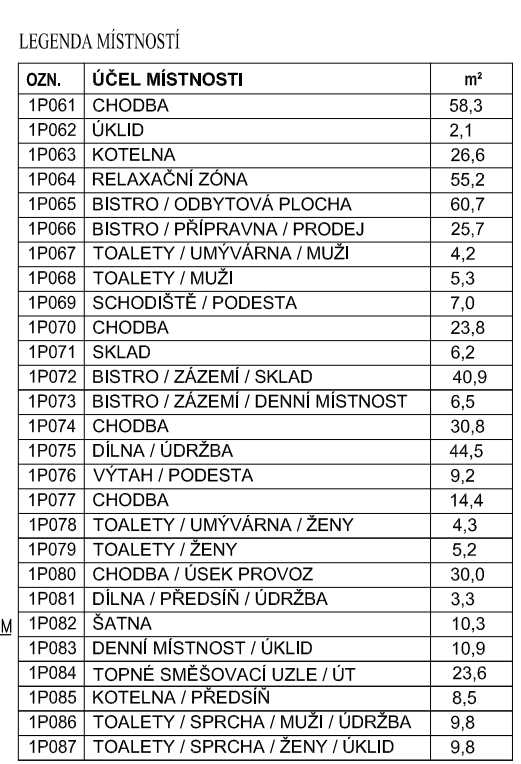 LEGENDA MÍSTNOSTÍ
OZN. ÚČEL MÍSTNOSTI m²
1P061 CHODBA 58,3
1P062 ÚKLID 2,1
1P063 KOTELNA 26,6
1P064 RELAXAČNÍ ZÓNA 55,2
1P065 BISTRO / ODBYTOVÁ PLOCHA 60,7
1P066 BISTRO / PŘÍPRAVNA / PRODEJ 25,7
1P067 TOALETY / UMÝVÁRNA / MUŽI 4,2
1P068 TOALETY / MUŽI 5,3
1P069 SCHODIŠTĚ / PODESTA 7,0
1P070 CHODBA 23,8
1P071 SKLAD 6,2
1P072 BISTRO / ZÁZEMÍ / SKLAD 40,9
1P073 BISTRO / ZÁZEMÍ / DENNÍ MÍSTNOST 6,5
1P074 CHODBA 30,8
1P075 DÍLNA / ÚDRŽBA 44,5
1P076 VÝTAH / PODESTA 9,2
1P077 CHODBA 14,4
1P078 TOALETY / UMÝVÁRNA / ŽENY 4,3
1P079 TOALETY / ŽENY 5,2
1P080 CHODBA / ÚSEK PROVOZ 30,0
1P081 DÍLNA / PŘEDSÍŇ / ÚDRŽBA 3,3
M 1P082 ŠATNA 10,3
1P083 DENNÍ MÍSTNOST / ÚKLID 10,9
1P084 TOPNÉ SMĚŠOVACÍ UZLE / ÚT 23,6
1P085 KOTELNA / PŘEDSÍŇ 8,5
1P086 TOALETY / SPRCHA / MUŽI / ÚDRŽBA 9,8
1P087 TOALETY / SPRCHA / ŽENY / ÚKLID 9,8